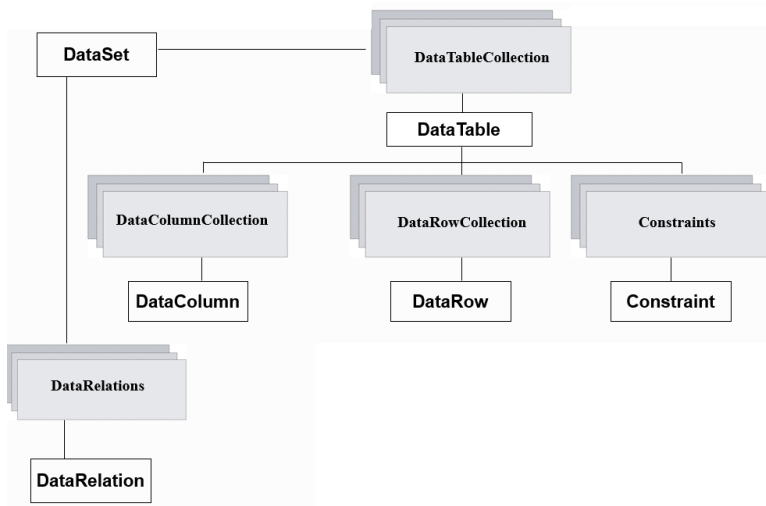 DataSet
DataTableCollection
DataTable
DataColumnCollection
DataRowCollection
Constraints
DataColumn
DataRow
Constraint
DataRelations
DataRelation